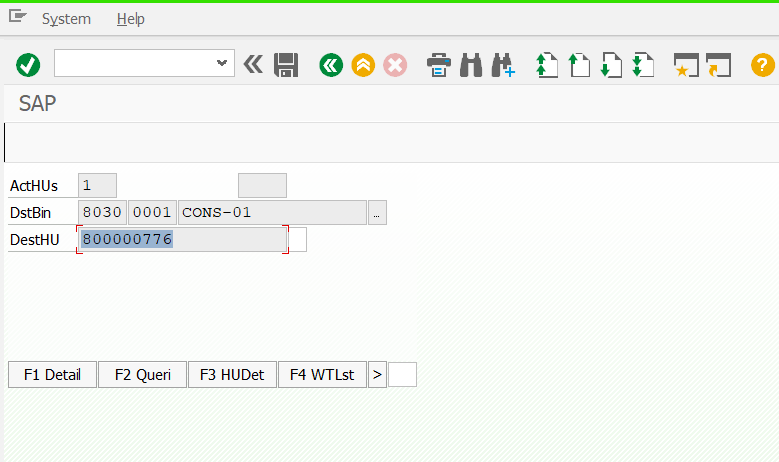 System Help
SAP
ActHUs 1
DstBin 8030 0001 CONS-01 …
DestHU 800000776
F1 Detail F2 Queri F3 HUDet F4 WTLst >